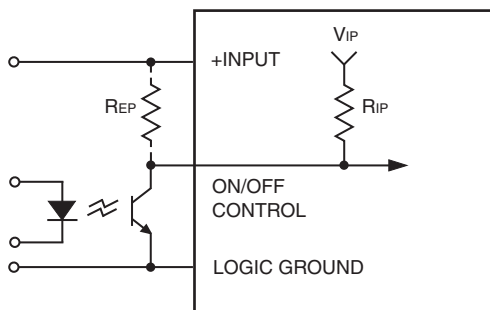 VIP
+INPUT
REP
RIP
ON/OFF
CONTROL
LOGIC GROUND